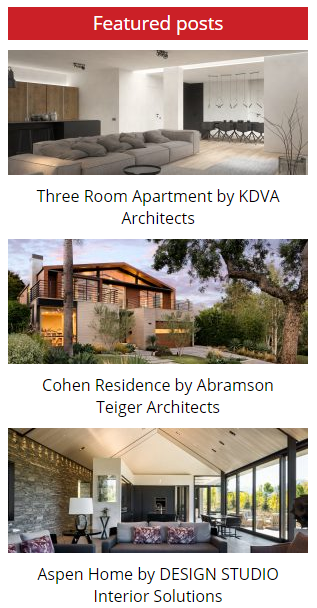 Featured posts
Three Room Apartment by KDVA
Architects
Cohen Residence by Abramson
Teiger Architects
Aspen Home by DESIGN STUDIO
Interior Solutions